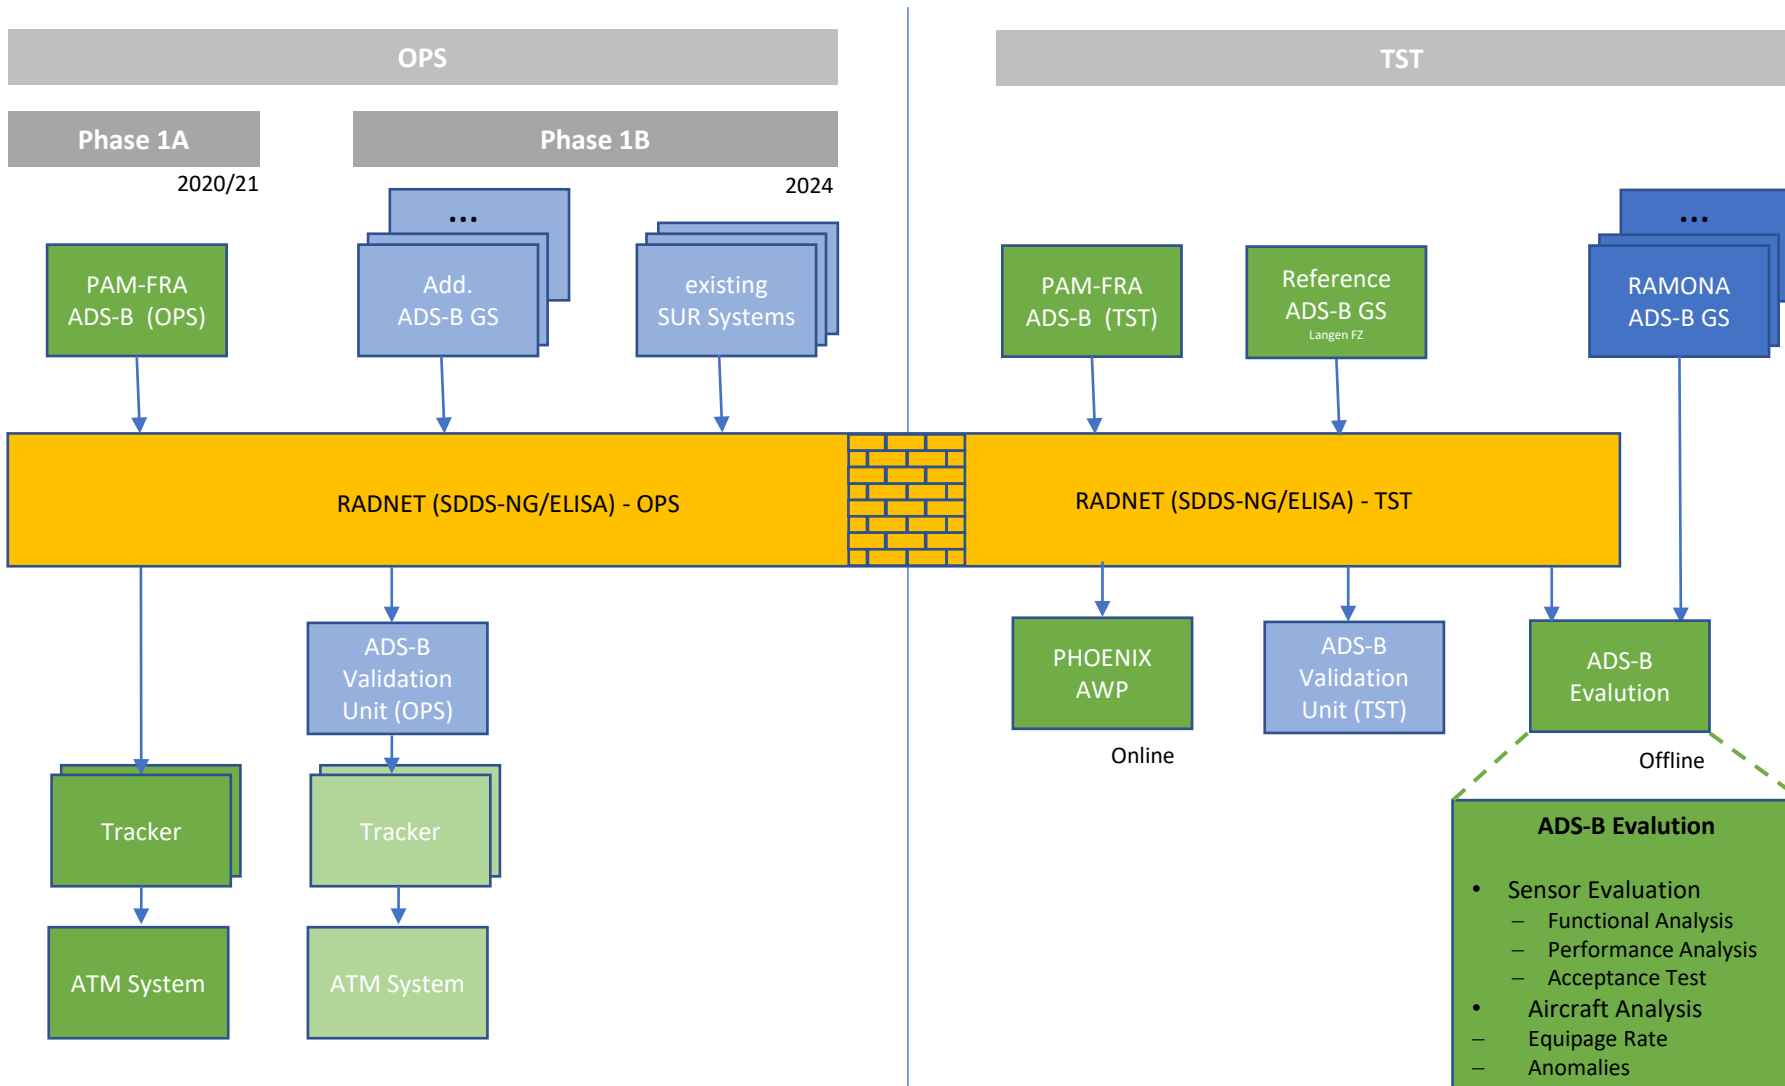 OPS
TST
Phase 1A
Phase 1B
2020/21
2024
PAM-FRA
ADS-B (OPS)
...
Add.
ADS-B GS
existing
SUR Systems
PAM-FRA
ADS-B (TST)
Reference
ADS-B GS
Langen FZ
...
RAMONA
ADS-B GS
RADNET (SDDS-NG/ELISA) - OPS
RADNET (SDDS-NG/ELISA) - TST
ADS-B
Validation
Unit (OPS)
PHOENIX
AWP
Online
ADS-B
Validation
Unit (TST)
ADS-B
Evalution
Offline
Tracker
Tracker
ATM System
ATM System
ADS-B Evalution
• Sensor Evaluation
– Functional Analysis
– Performance Analysis
– Acceptance Test
• Aircraft Analysis
– Equipage Rate
– Anomalies